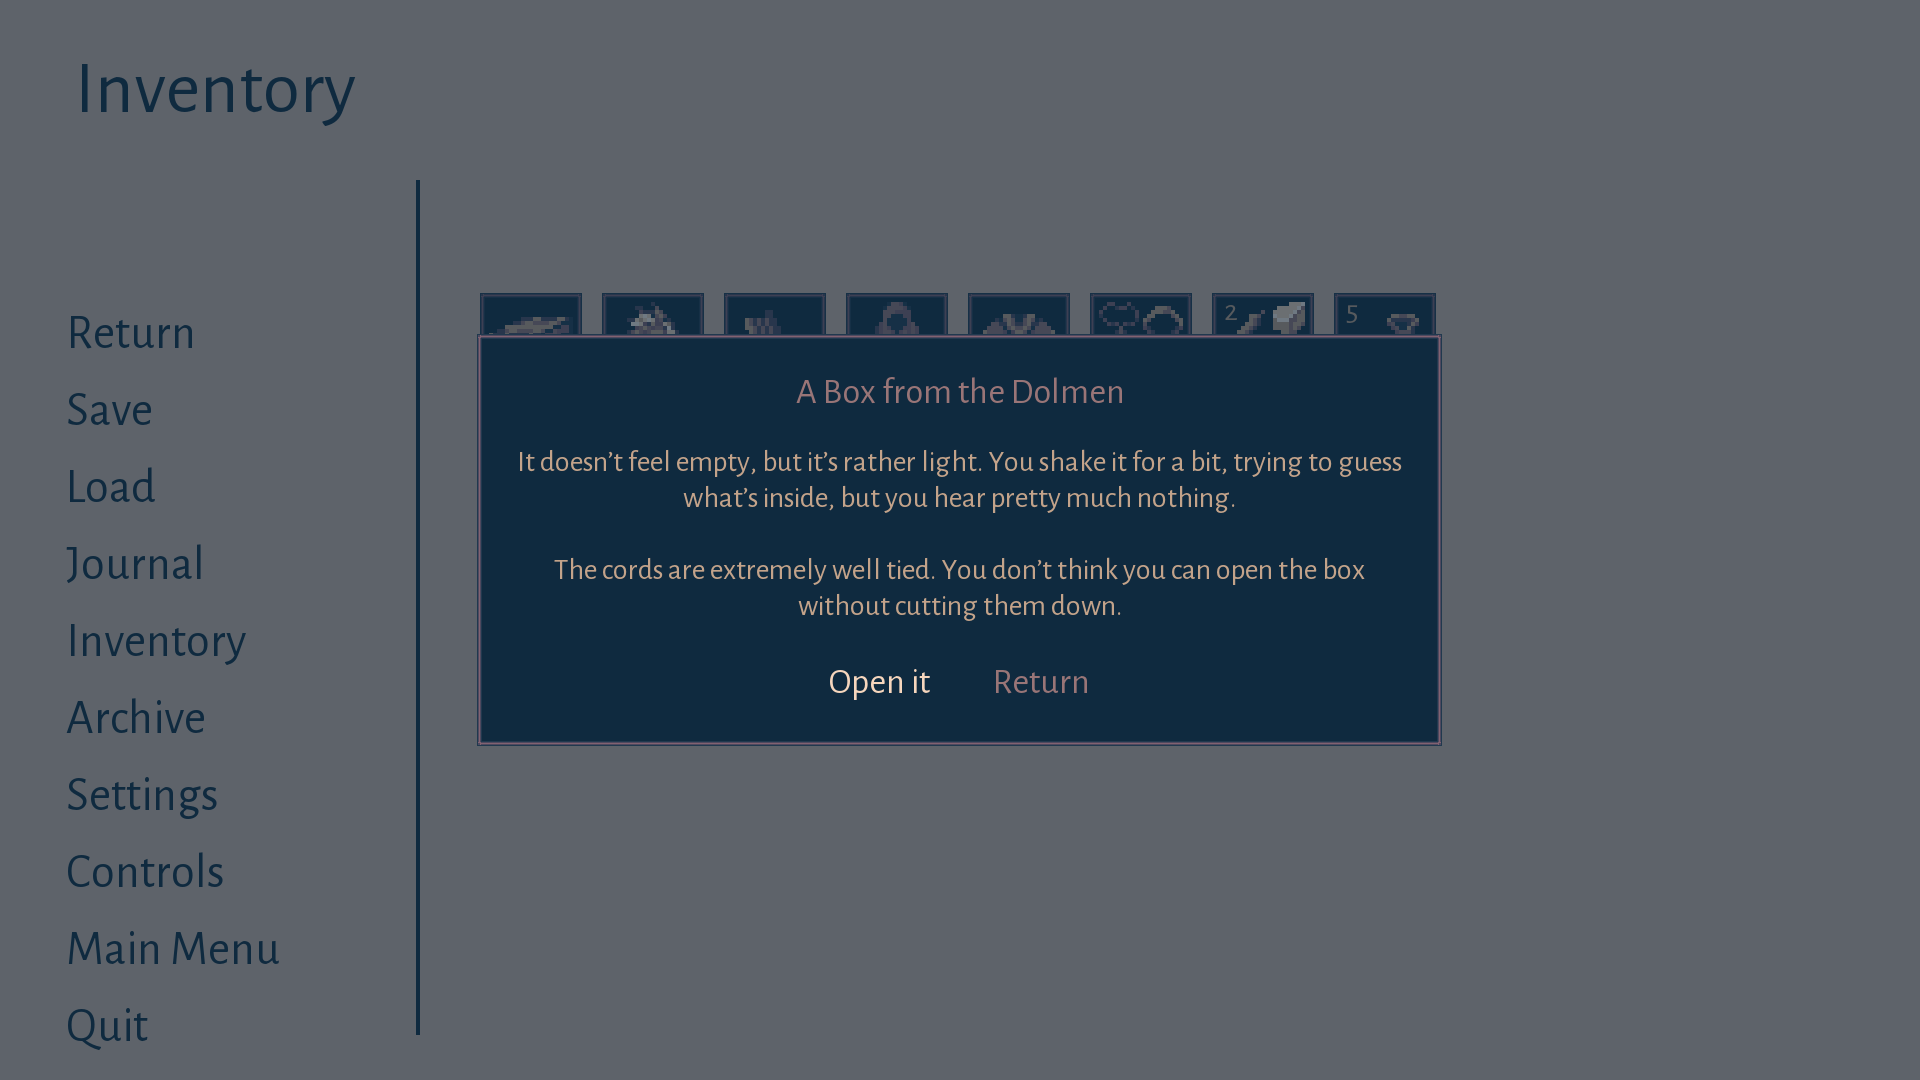 Inventory
Return
Save
Load
Journal
Inventory
Archive
Settings
Controls
Main Menu
Quit
2
5
A Box from the Dolmen
It doesn’t feel empty, but it’s rather light. You shake it for a bit, trying to guess
what’s inside, but you hear pretty much nothing.
The cords are extremely well tied. You don’t think you can open the box
without cutting them down.
Open it
Return